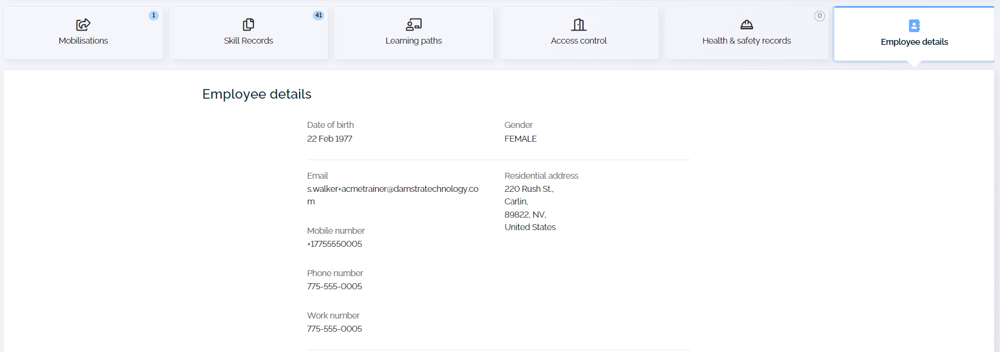 1
Mobilisations
41
Skill Records
Learning paths
Access control
0
Health & safety records
Employee details
Employee details
Date of birth
22 Feb 1977
Gender
FEMALE
Email
s.walker+acmetrainer@damstratechnology.co
m
Residential address
220 Rush St.,
Carlin,
89822, NV,
United States
Mobile number
+17755550005
Phone number
775-555-0005
Work number
775-555-0005